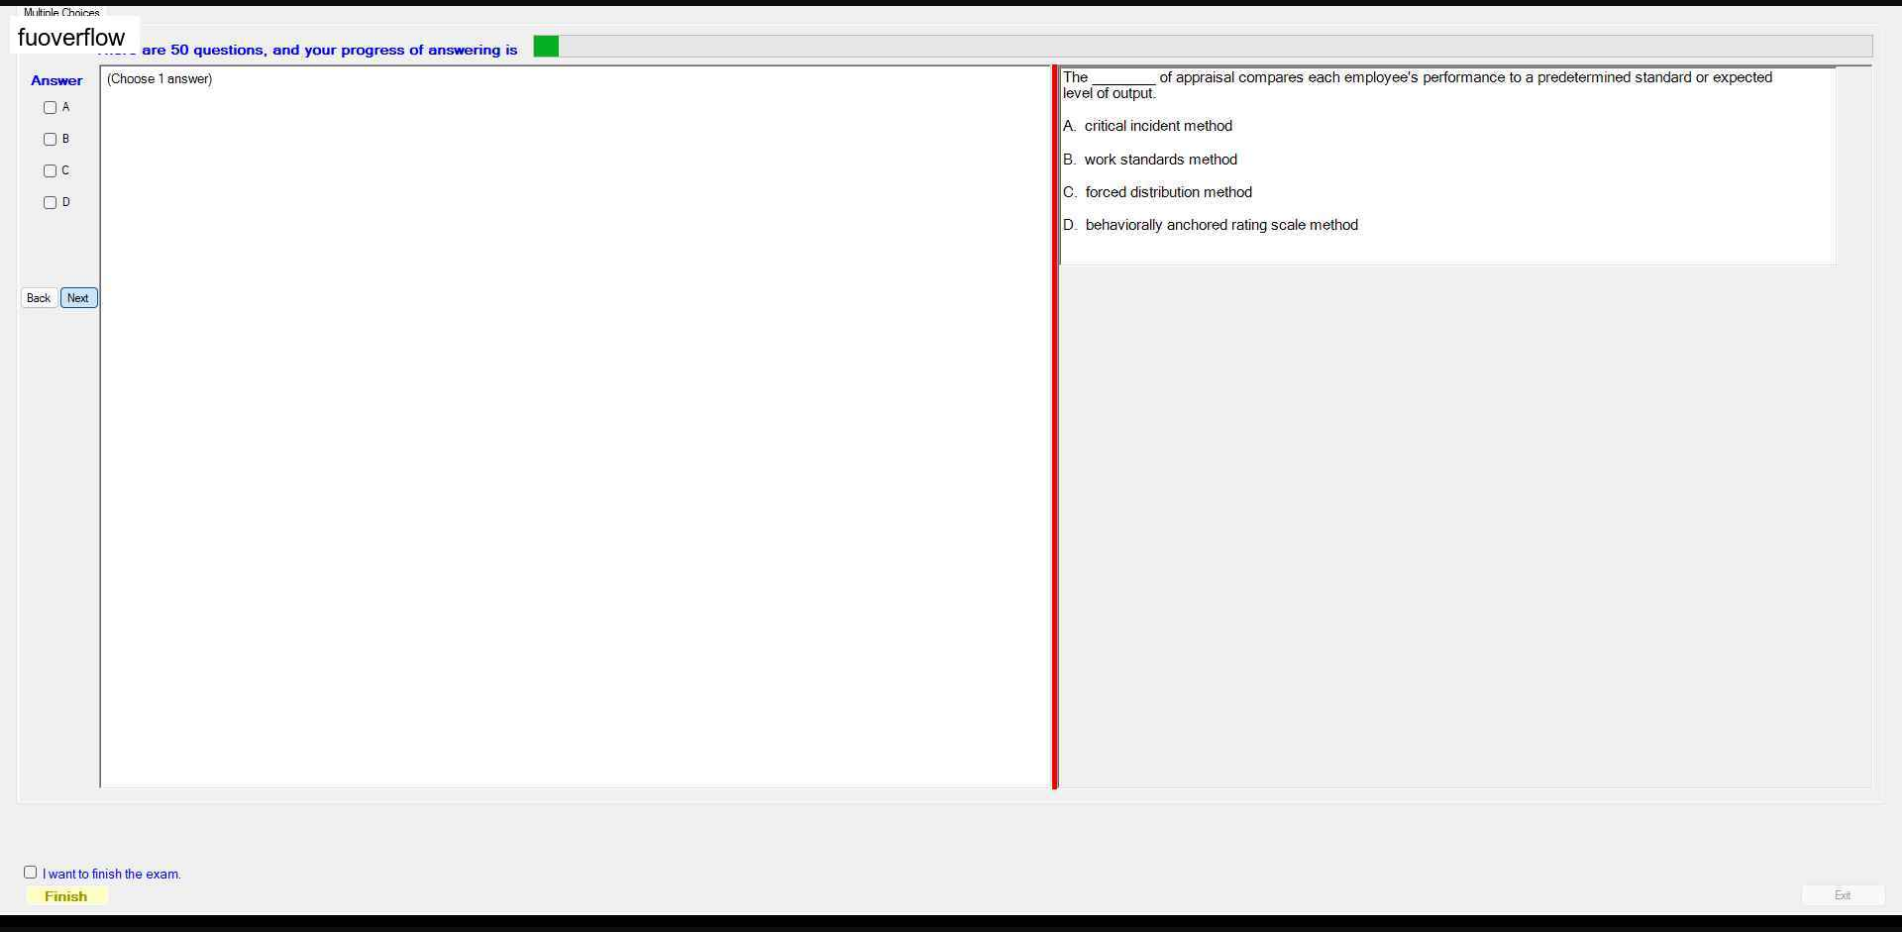 Multiple Choices
fuoverflow
are 50 questions, and your progress of answering is
Answer
(Choose 1 answer)
A
B
C
D
Back Next
The ________ of appraisal compares each employee's performance to a predetermined standard or expected
level of output.
A. critical incident method
B. work standards method
C. forced distribution method
D. behaviorally anchored rating scale method
I want to finish the exam.
Finish
Exit